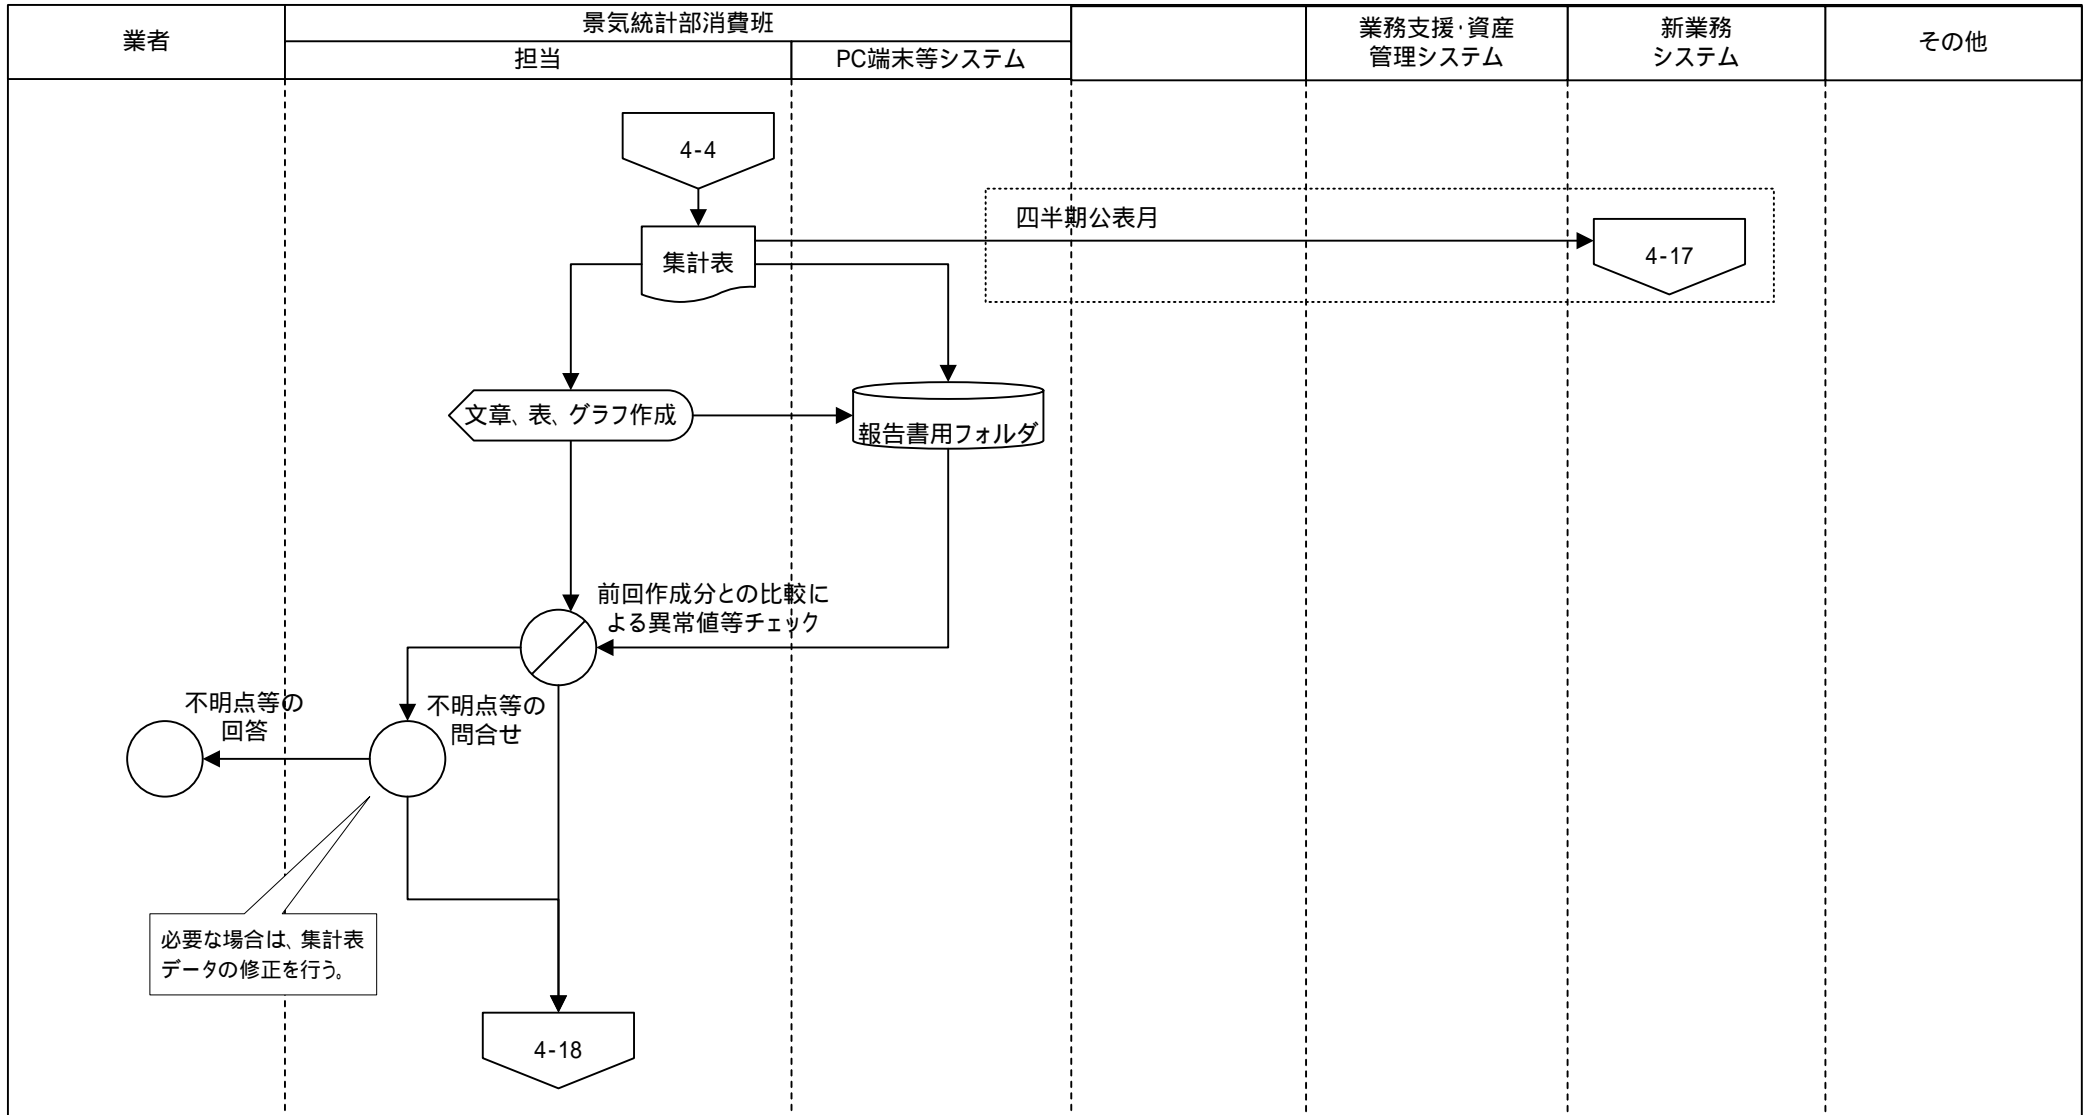 業者
景気統計部消費班
担当
PC端末等システム
業務支援･資産
管理システム
新業務
システム
その他
4-4
四半期公表月
集計表
4-17
文章、表、グラフ作成
報告書用フォルダ
前回作成分との比較に
よる異常値等チェック
不明点等の
回答
不明点等の
問合せ
必要な場合は、集計表
データの修正を行う。
4-18